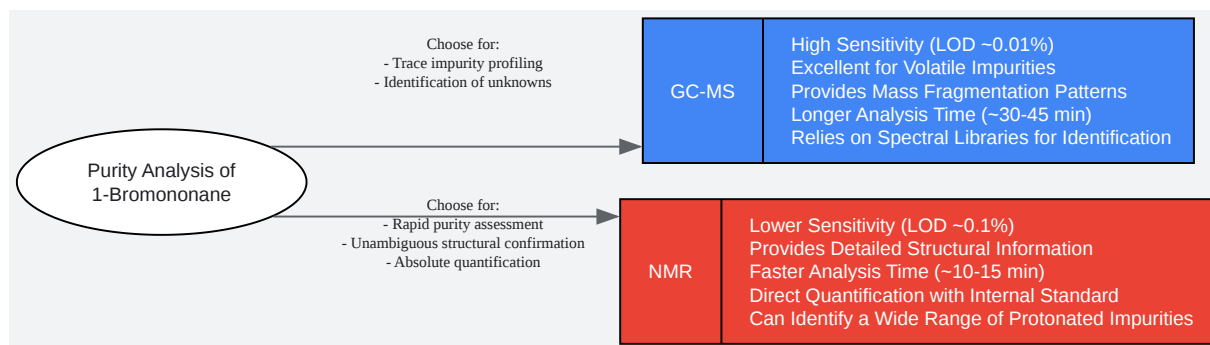 Purity Analysis of
1-Bromononane
Choose for:
- Trace impurity profiling
- Identification of unknowns
GC-MS
High Sensitivity (LOD ~0.01%)
Excellent for Volatile Impurities
Provides Mass Fragmentation Patterns
Longer Analysis Time (~30-45 min)
Relies on Spectral Libraries for Identification
Choose for:
- Rapid purity assessment
- Unambiguous structural confirmation
- Absolute quantification
NMR
Lower Sensitivity (LOD ~0.1%)
Provides Detailed Structural Information
Faster Analysis Time (~10-15 min)
Direct Quantification with Internal Standard
Can Identify a Wide Range of Protonated Impurities